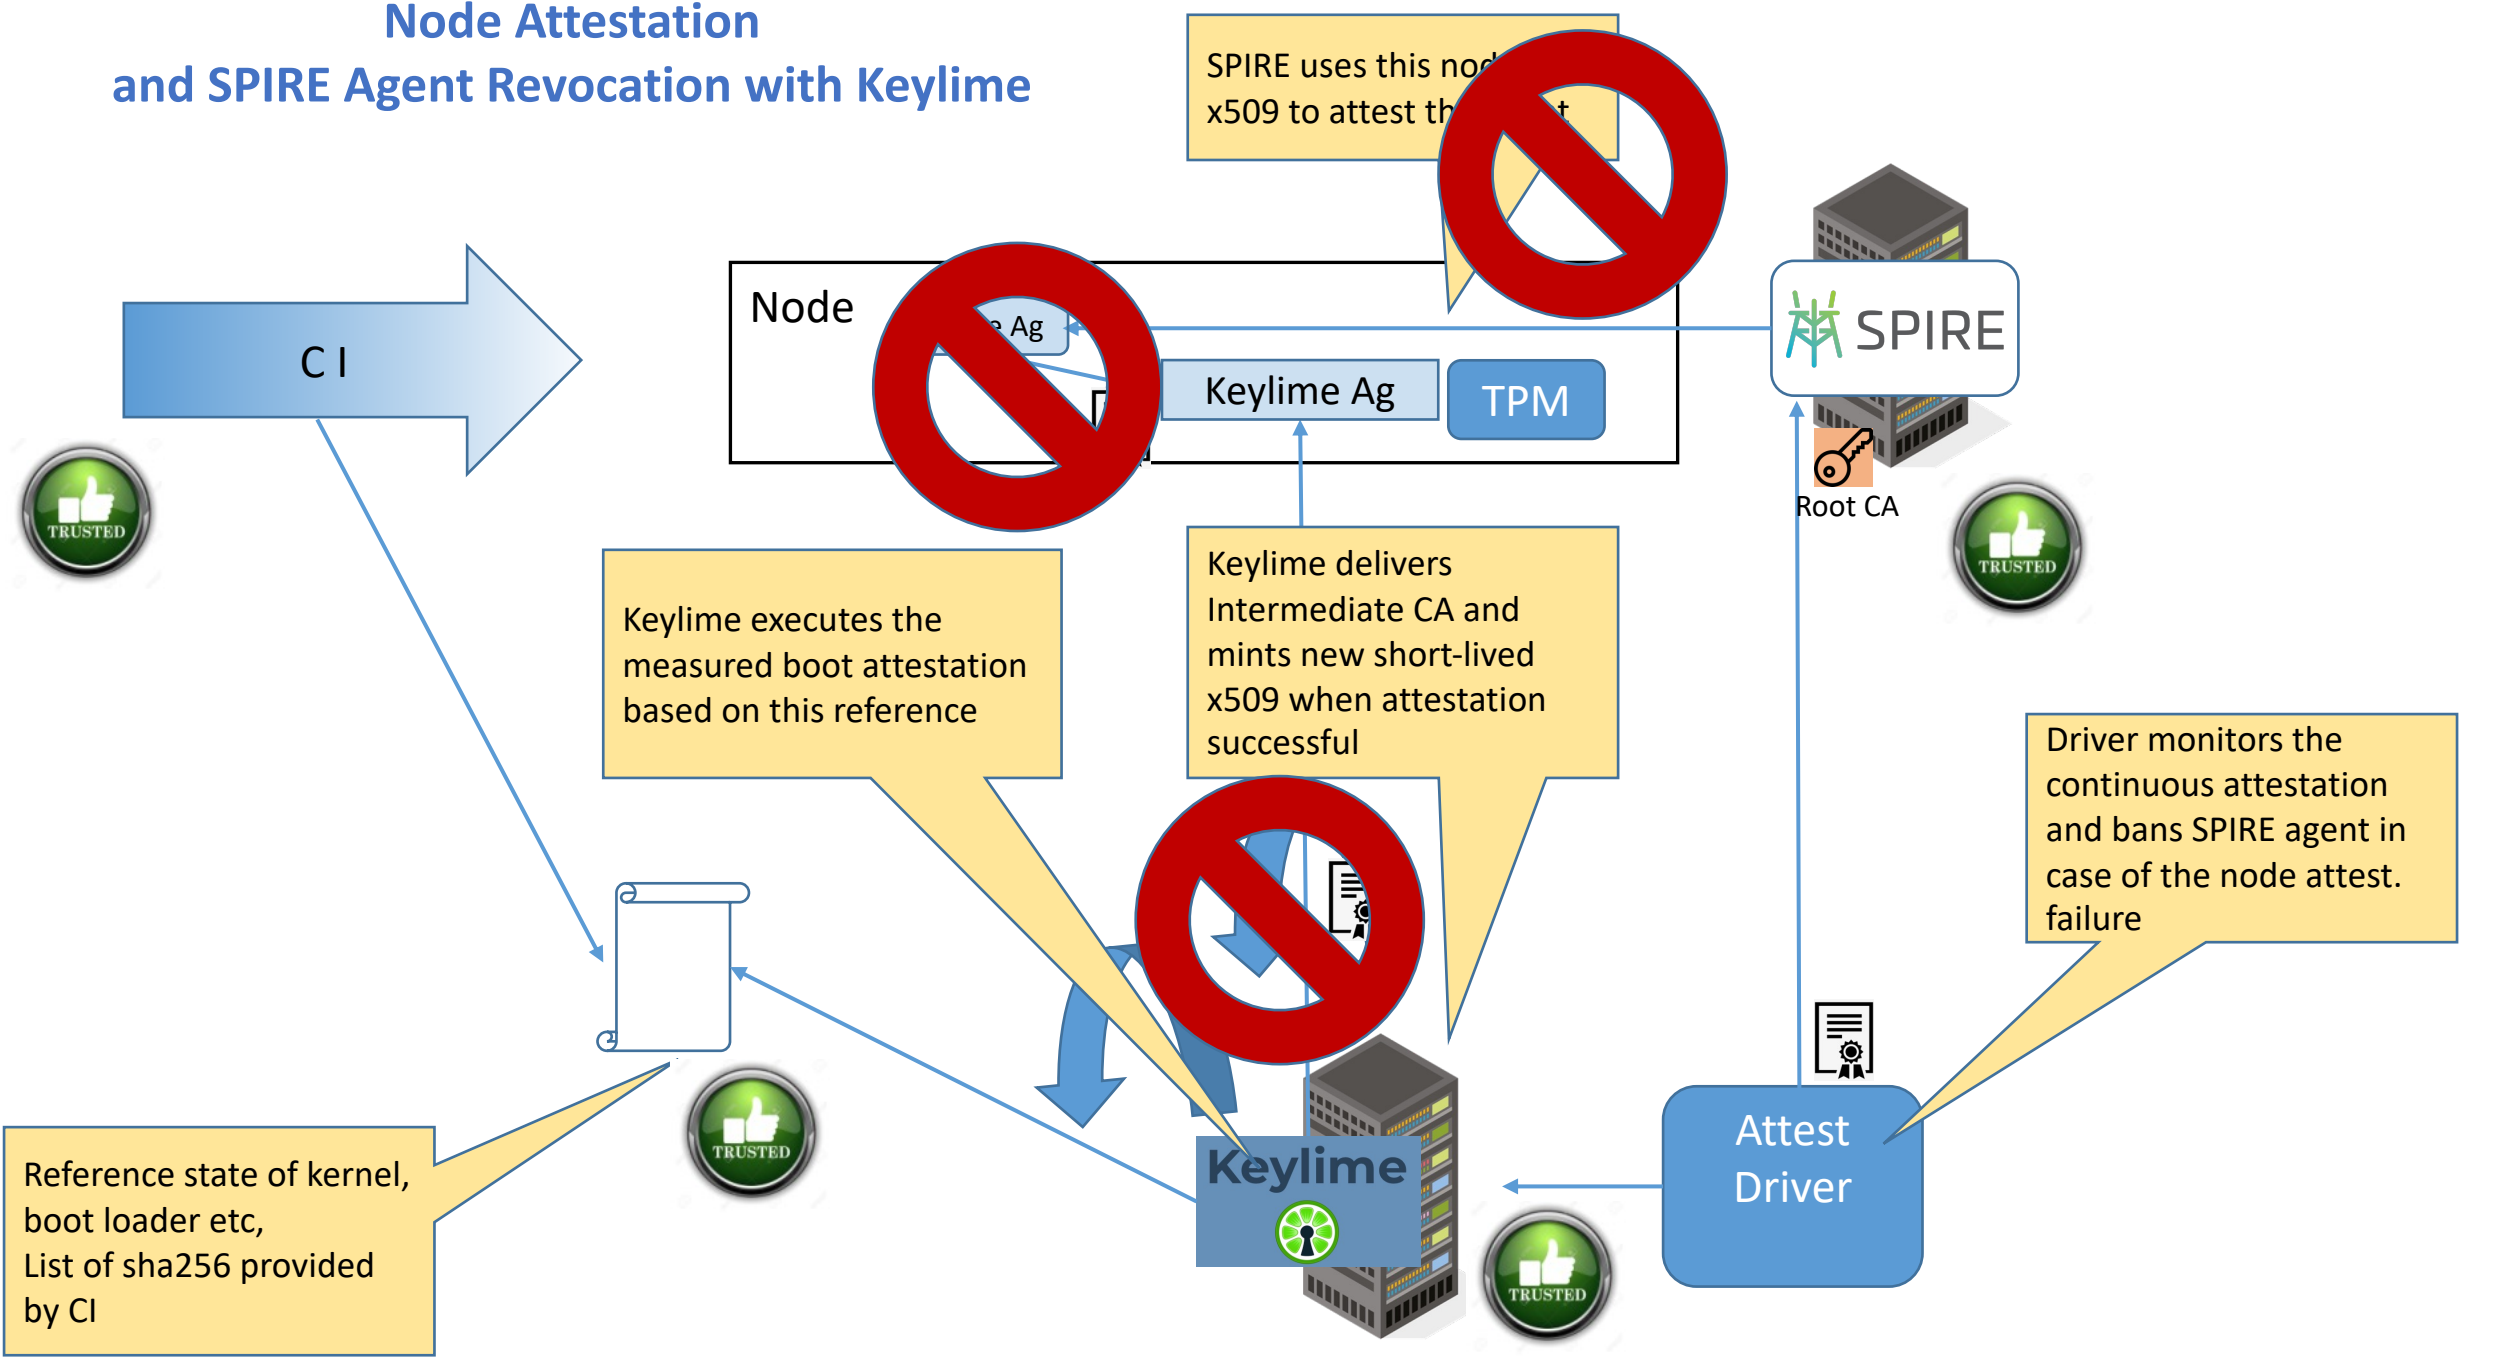 Node Attestation
and SPIRE Agent Revocation with Keylime
SPIRE uses this
x509 to attest
C I
TRUSTED
Node
Ag
Keylime Ag
TPM
SPIRE
Root CA
TRUSTED
Keylime executes the
measured boot attestation
based on this reference
Keylime delivers
Intermediate CA and
mints new short-lived
x509 when attestation
successful
Driver monitors the
continuous attestation
and bans SPIRE agent in
case of the node attest.
failure
TRUSTED
Reference state of kernel,
boot loader etc,
List of sha256 provided
by CI
Keylime
TRUSTED
Attest
Driver